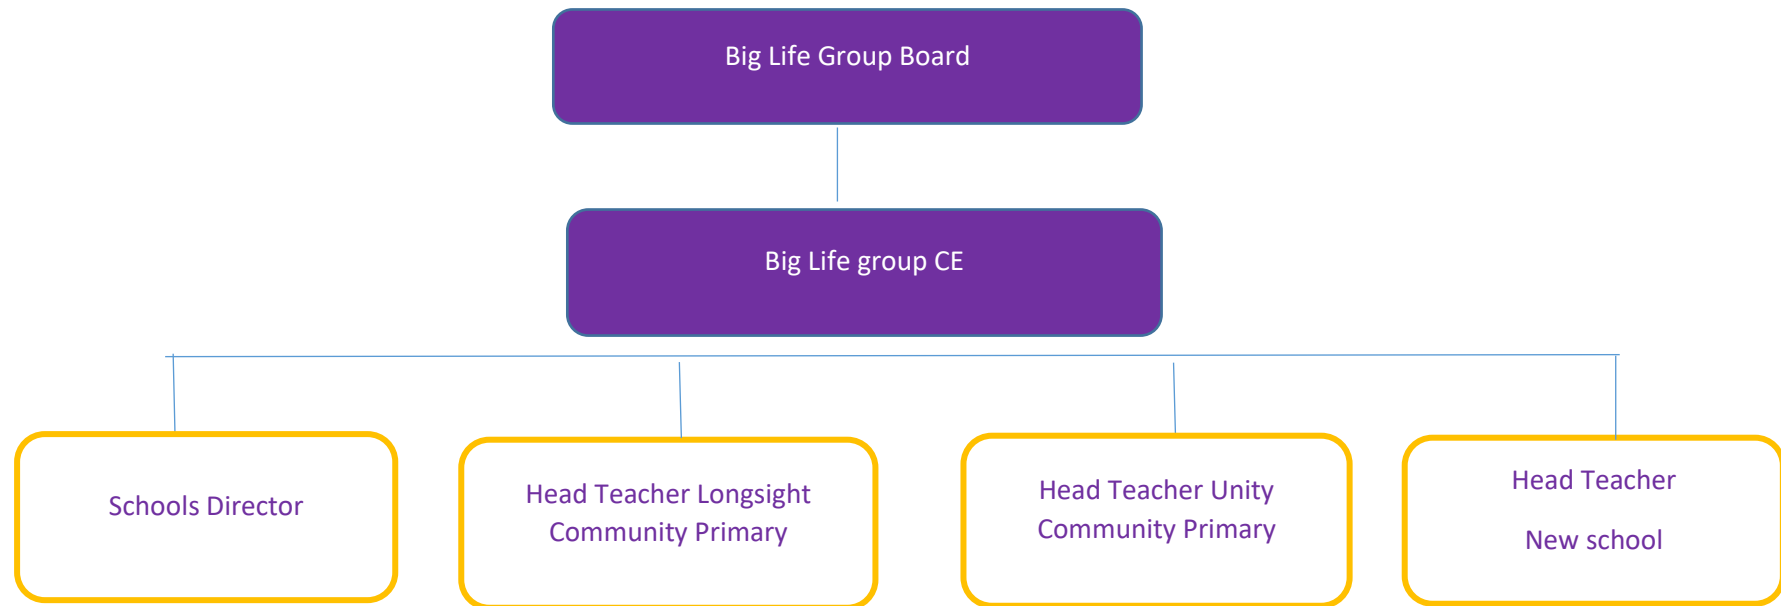 Big Life Group Board
Big Life group CE
Schools Director
Head Teacher Longsight
Community Primary
Head Teacher Unity
Community Primary
Head Teacher
New school